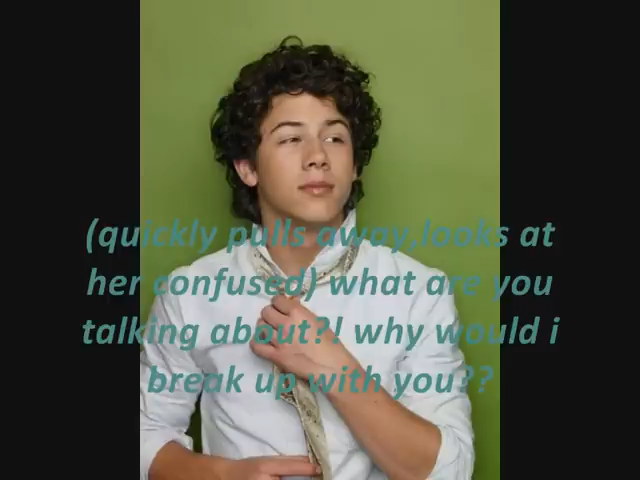 (quickly pulls away,looks at
her confused) what are you
talking about?! why would i
break up with you??